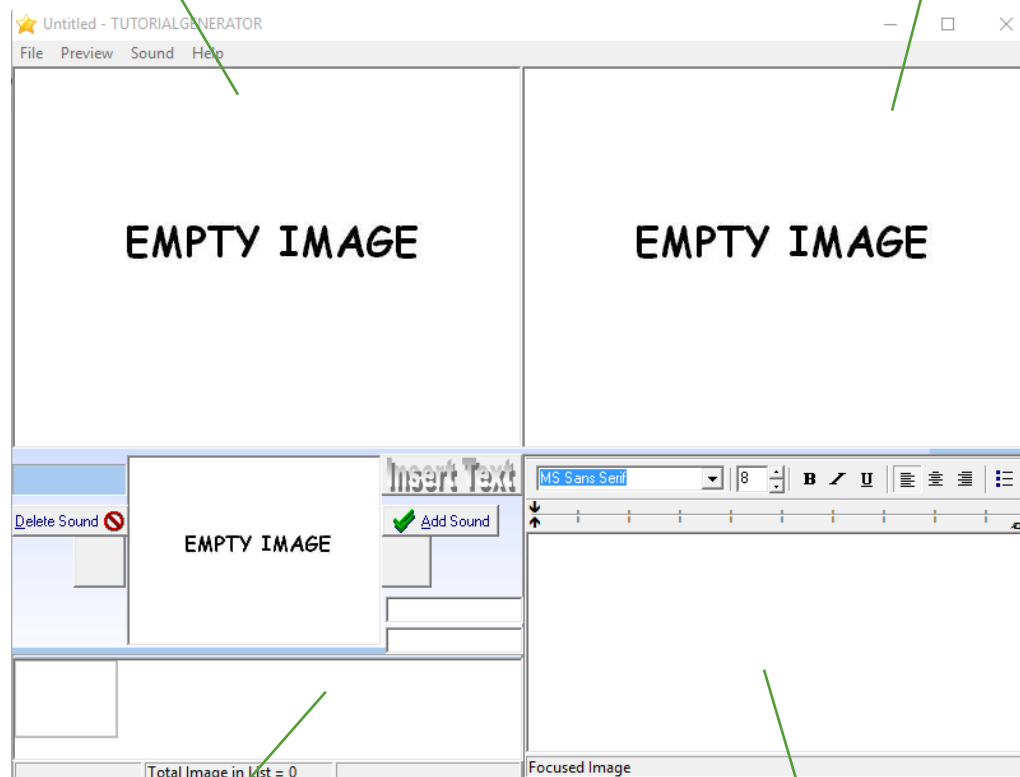 Untitled - TUTORIALGENERATOR
File Preview Sound Help
EMPTY IMAGE
EMPTY IMAGE
Insert Text
MS Sans Serif 8 B I U
Delete Sound
EMPTY IMAGE
Add Sound
Total Image in List = 0
Focused Image